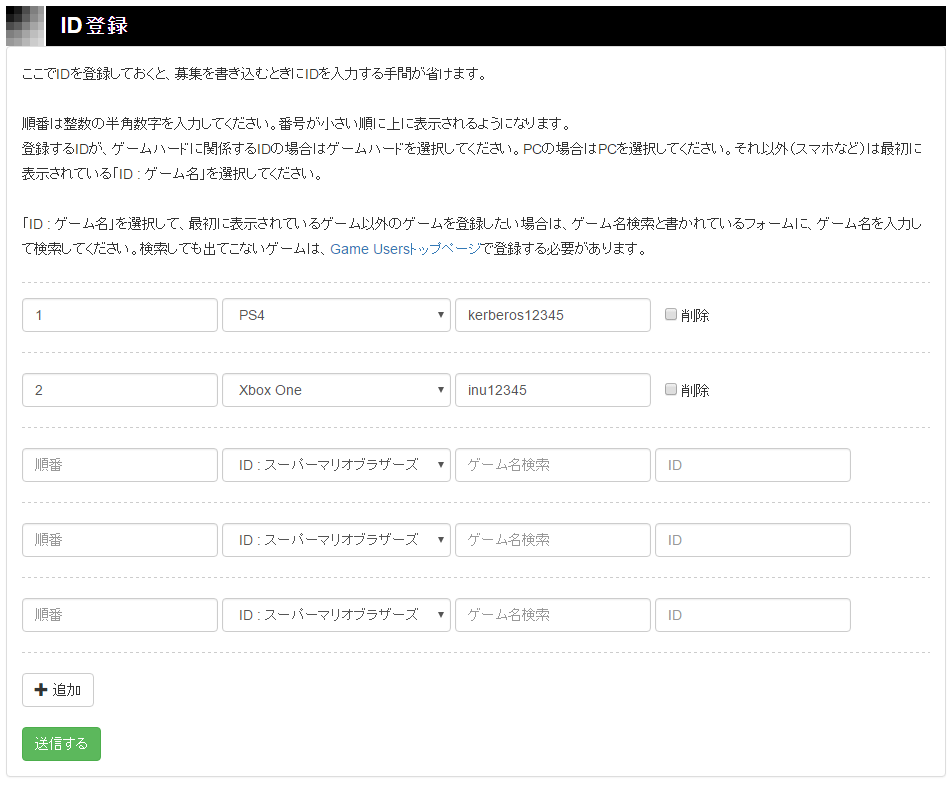 ID登録
ここでIDを登録しておくと、募集を書き込むときにIDを入力する手間が省けます。
順番は整数の半角数字を入力してください。番号が小さい順に上に表示されるようになります。
登録するIDが、ゲームハードに関係するIDの場合はゲームハードを選択してください。PCの場合はPCを選択してください。それ以外（スマホなど）は最初に
表示されている「ID : ゲーム名」を選択してください。
「ID : ゲーム名」を選択して、最初に表示されているゲーム以外のゲームを登録したい場合は、ゲーム名検索と書かれているフォームに、ゲーム名を入力し
て検索してください。検索しても出てこないゲームは、Game Usersトップページで登録する必要があります。
1 PS4 kerberos12345 削除
2 Xbox One inu12345 削除
順番 ID : スーパーマリオブラザーズ ゲーム名検索 ID
順番 ID : スーパーマリオブラザーズ ゲーム名検索 ID
順番 ID : スーパーマリオブラザーズ ゲーム名検索 ID
追加
送信する